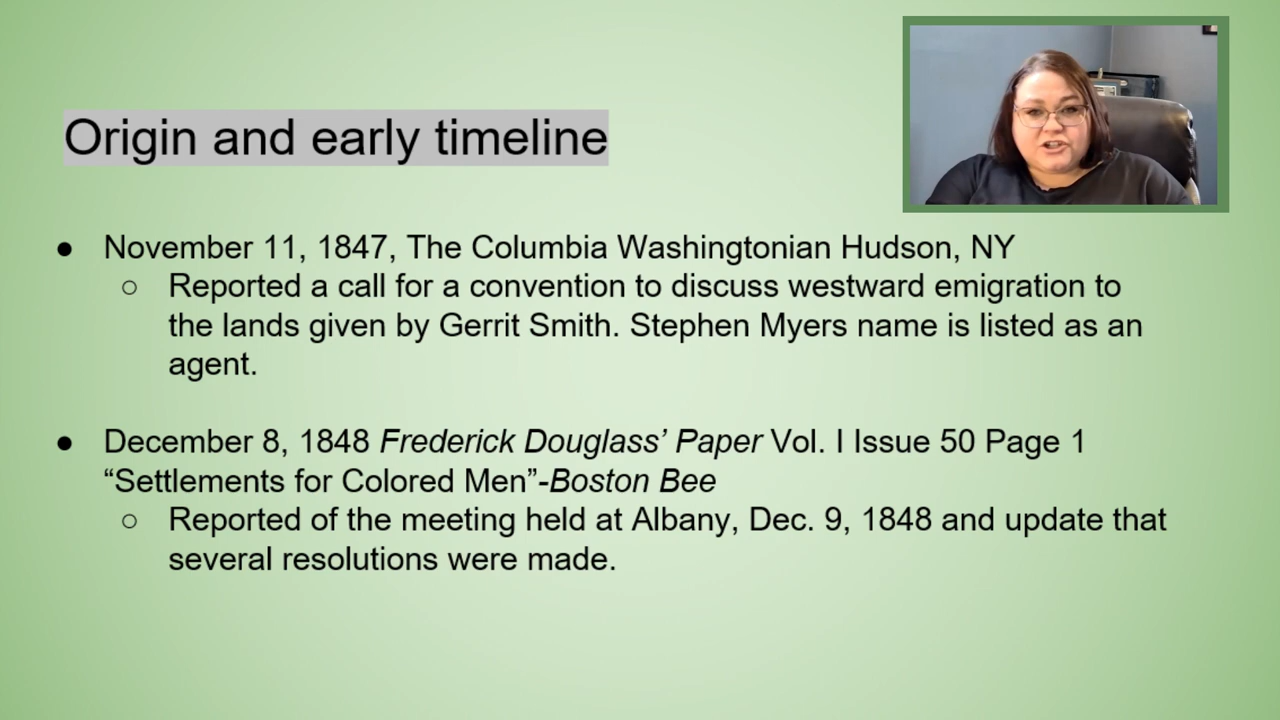 Origin and early timeline
● November 11, 1847, The Columbia Washingtonian Hudson, NY
○ Reported a call for a convention to discuss westward emigration to
the lands given by Gerrit Smith. Stephen Myers name is listed as an
agent.
● December 8, 1848 Frederick Douglass’ Paper Vol. I Issue 50 Page 1
“Settlements for Colored Men”-Boston Bee
○ Reported of the meeting held at Albany, Dec. 9, 1848 and update that
several resolutions were made.